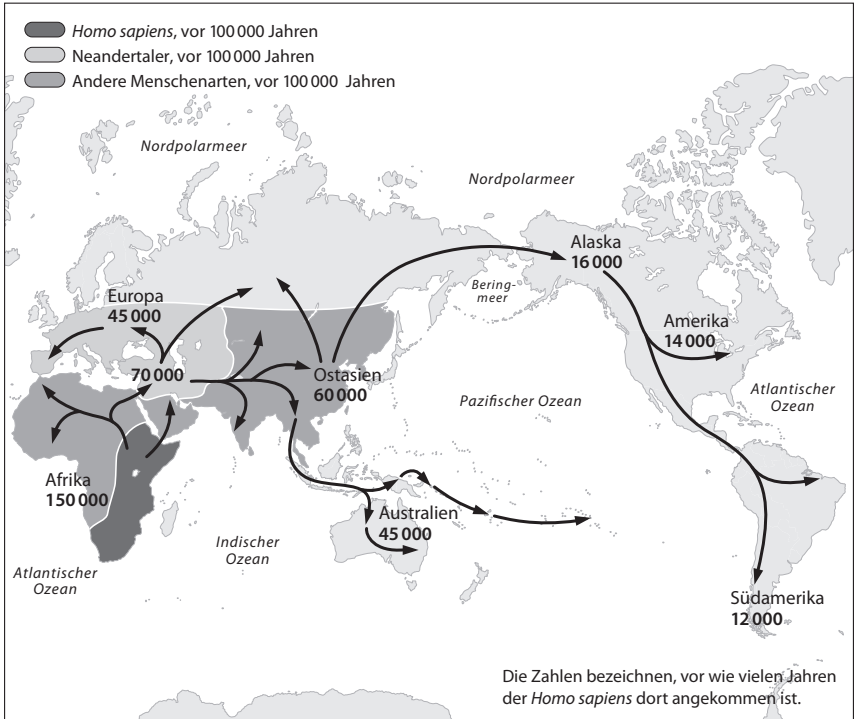 Homo sapiens, vor 100 000 Jahren
Neandertaler, vor 100 000 Jahren
Andere Menschenarten, vor 100 000 Jahren
Nordpolarmeer
Nordpolarmeer
Alaska
16 000
Bering-
meer
Europa
45 000
Amerika
14 000
70 000
Ostasien
60 000
Atlantischer
Ozean
Pazifischer Ozean
Afrika
150 000
Australien
45 000
Indischer
Ozean
Atlantischer
Ozean
Südamerika
12 000
Die Zahlen bezeichnen, vor wie vielen Jahren
der Homo sapiens dort angekommen ist.